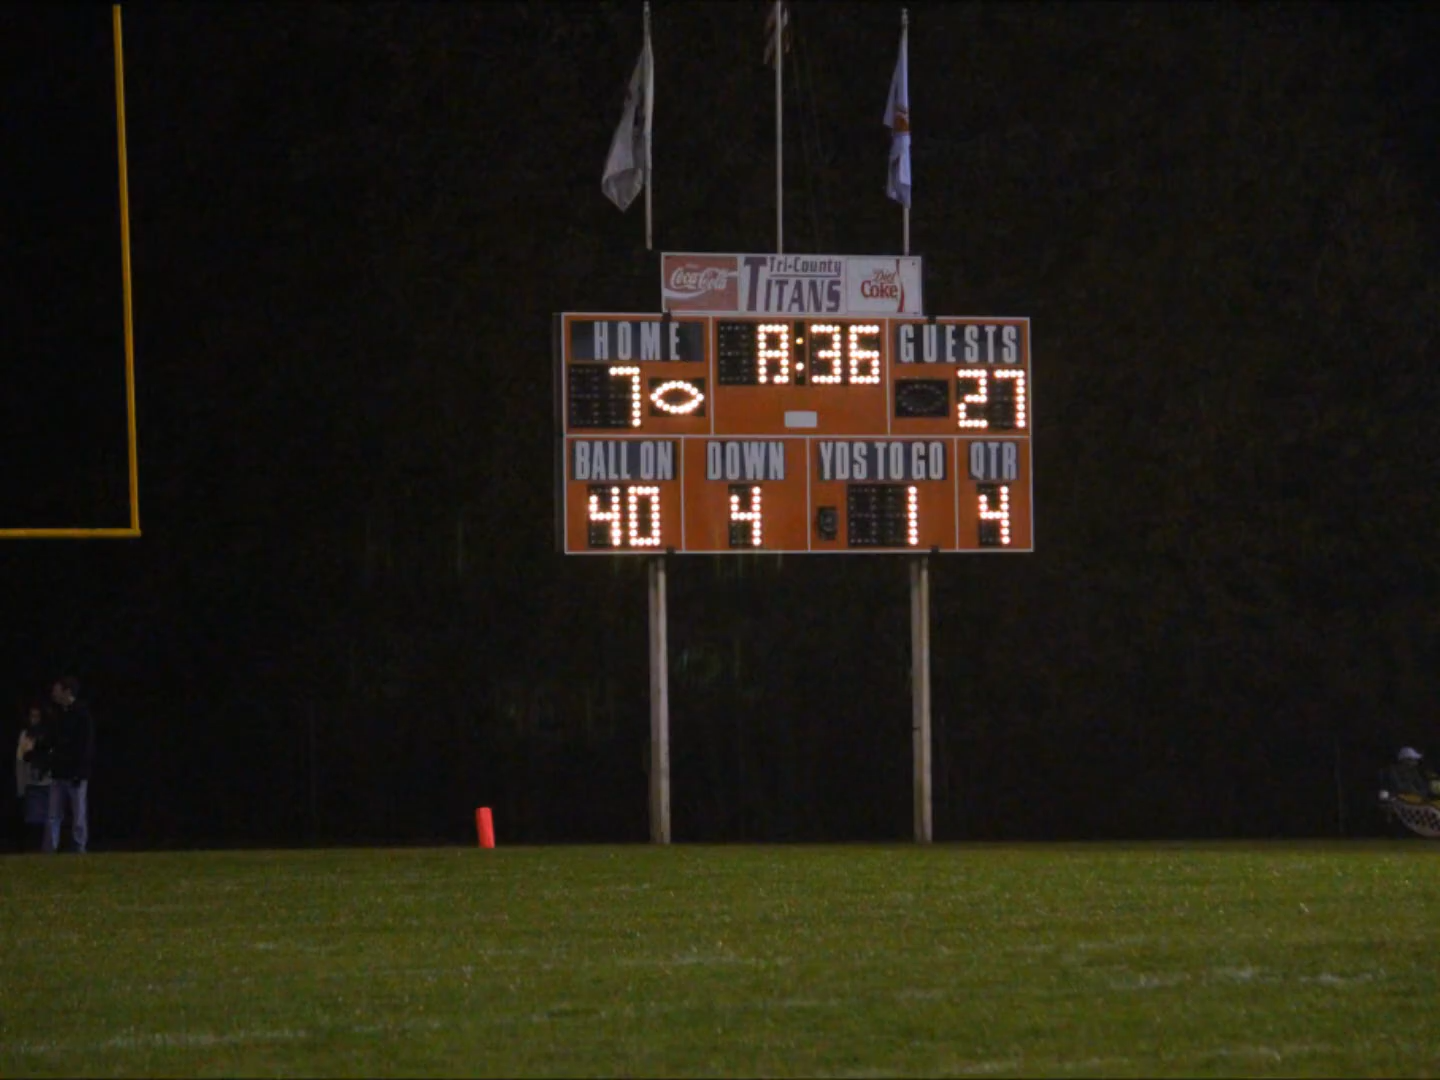 Coca-Cola
Tri-County
TITANS
Diet
Coke
HOME
8:36
GUESTS
7
27
BALL ON
DOWN
YDS TO GO
QTR
40
4
1
4